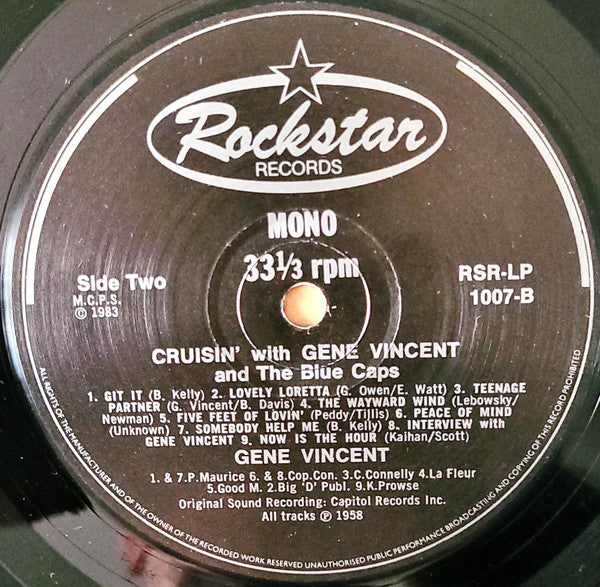 Rockstar
RECORDS
MONO
33⅓ rpm
Side Two
M.C.P.S.
© 1983
RSR-LP
1007-B
CRUISIN' with GENE VINCENT
and The Blue Caps
1. GIT IT (B. Kelly) 2. LOVELY LORETTA (G. Owen/E. Watt) 3. TEENAGE
PARTNER (G. Vincent/B. Davis) 4. THE WAYWARD WIND (Lebowsky/
Newman) 5. FIVE FEET OF LOVIN' (Peddy/Tillis) 6. PEACE OF MIND
(Unknown) 7. SOMEBODY HELP ME (B. Kelly) 8. INTERVIEW with
GENE VINCENT 9. NOW IS THE HOUR (Kaihan/Scott)
GENE VINCENT
1. & 7.P. Maurice 6. & 8.Cop.Con. 3.C.Connelly 4.La Fleur
5.Good M. 2.Big 'D' Publ. 9.K.Prowse
Original Sound Recording: Capitol Records Inc.
All tracks ℗ 1958
ALL RIGHTS OF THE MANUFACTURER AND OF THE OWNER OF THE RECORDED WORK RESERVED UNAUTHORISED PUBLIC PERFORMANCE BROADCASTING AND COPYING OF THIS RECORD PROHIBITED